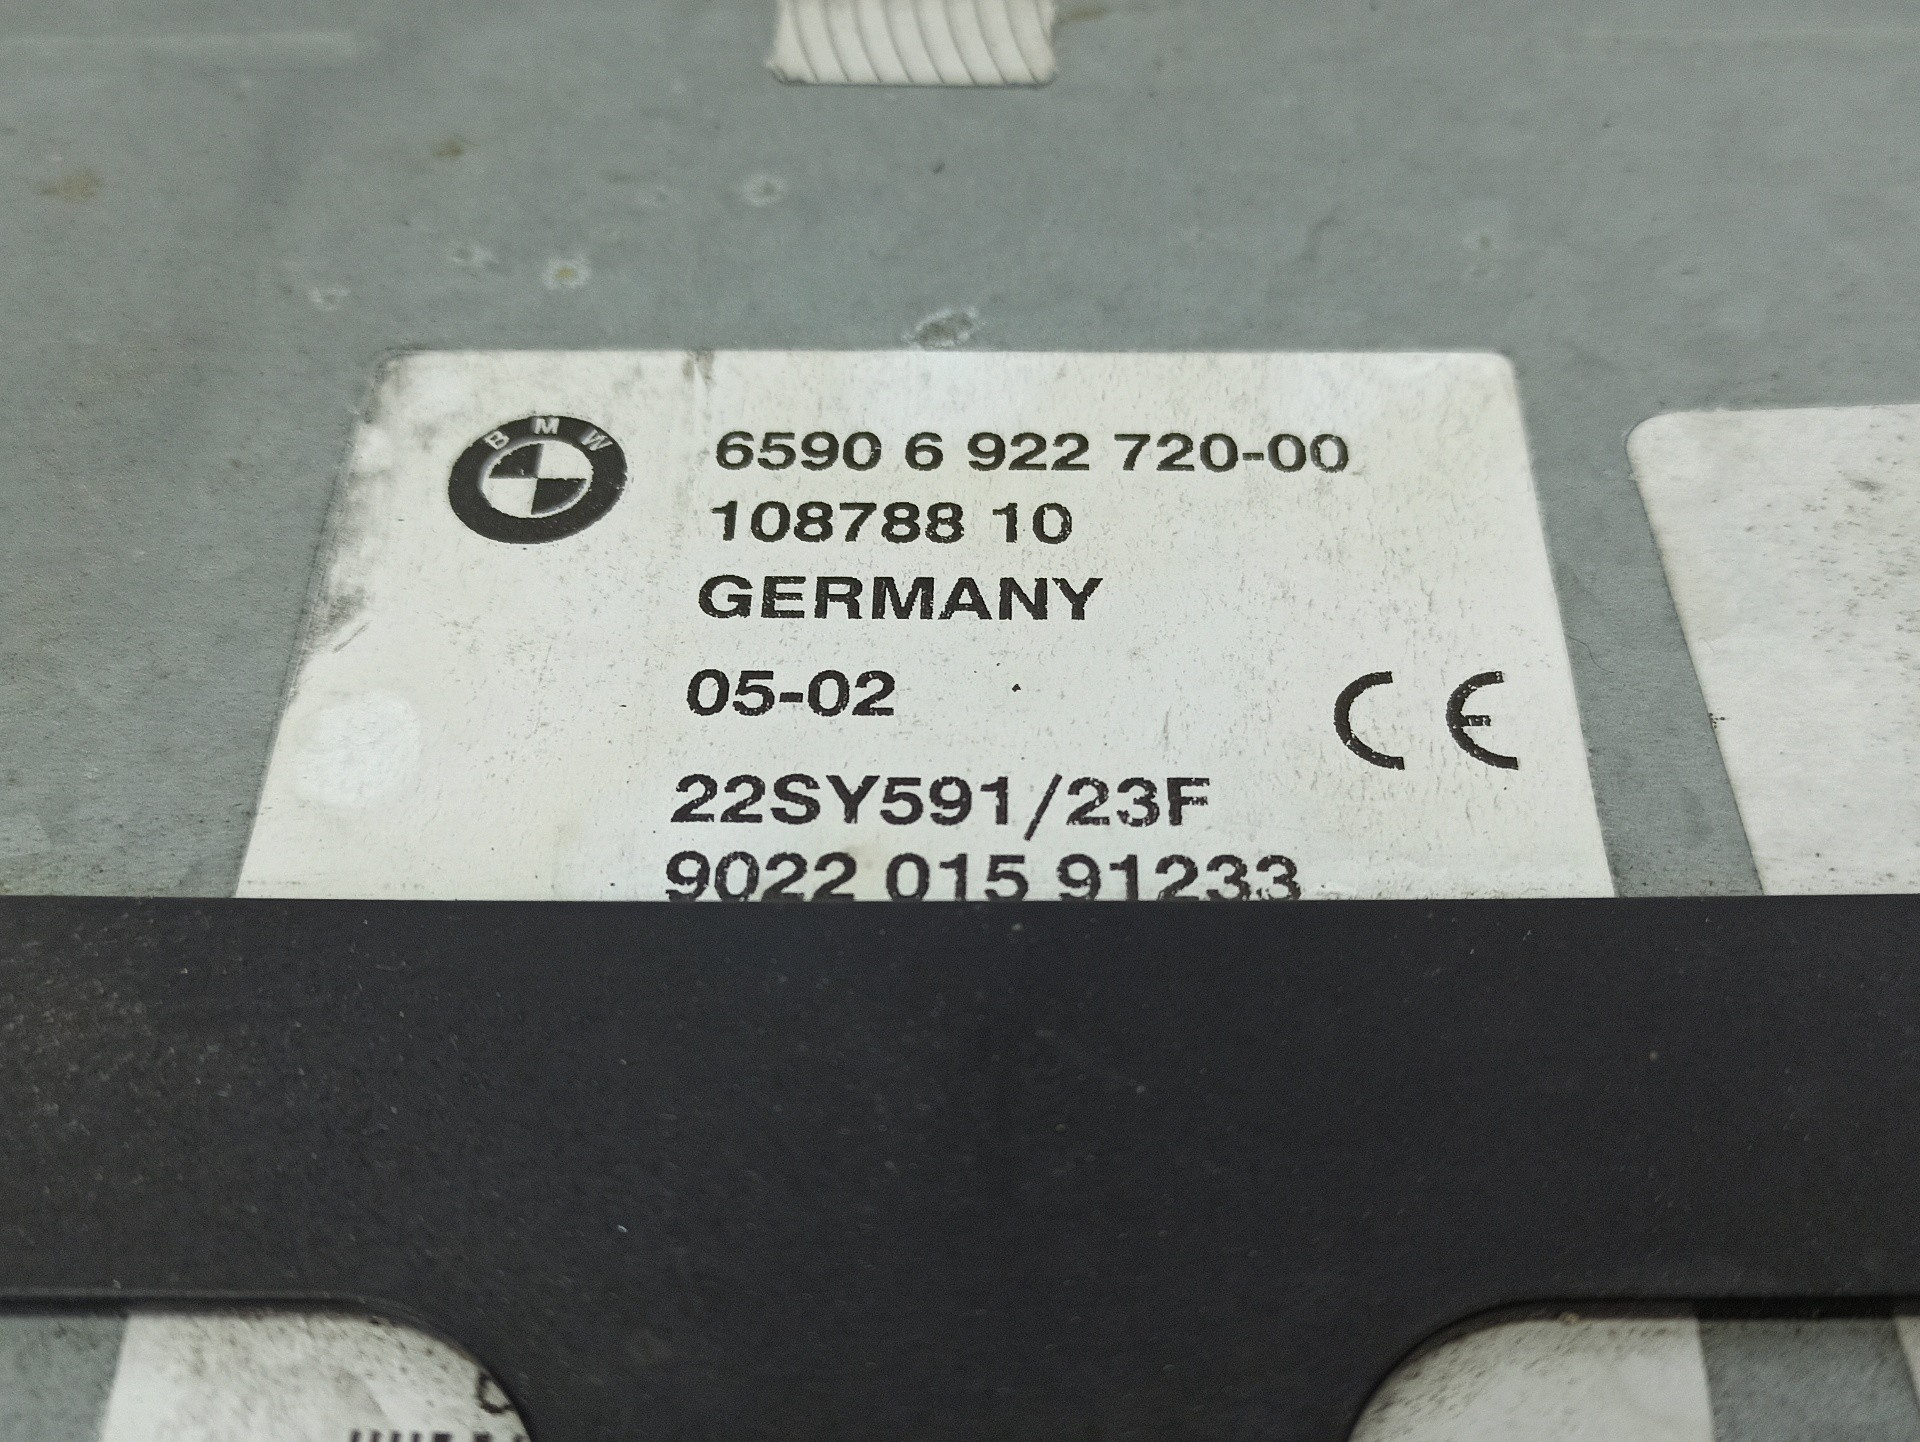 BMW
6590 6 922 720-00
108788 10
GERMANY
05-02
CE
22SY591/23F
9022 015 91233